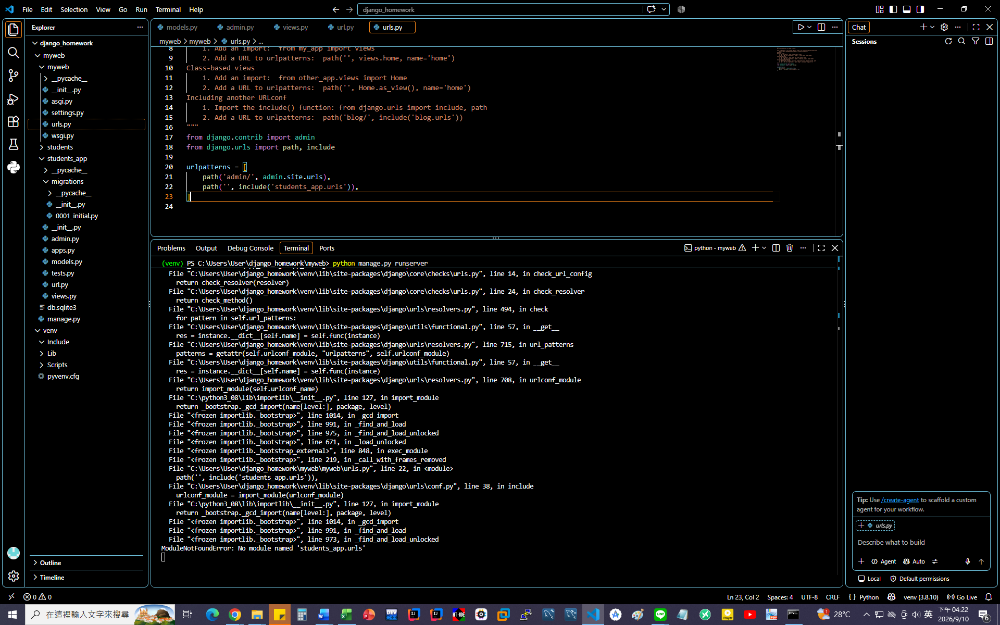 File Edit Selection View Go Run Terminal Help
django_homework
Explorer
django_homework
myweb
myweb
__pycache__
__init__.py
asgi.py
settings.py
urls.py
wsgi.py
students
students_app
__pycache__
migrations
__pycache__
__init__.py
0001_initial.py
__init__.py
admin.py
apps.py
models.py
tests.py
url.py
views.py
db.sqlite3
manage.py
venv
Include
Lib
Scripts
pyvenv.cfg
Outline
Timeline
models.py admin.py views.py url.py urls.py
myweb > myweb > urls.py > ...
8 1. Add an import:  from my_app import views
9 2. Add a URL to urlpatterns:  path('', views.home, name='home')
10 Class-based views
11 1. Add an import:  from other_app.views import Home
12 2. Add a URL to urlpatterns:  path('', Home.as_view(), name='home')
13 Including another URLconf
14 1. Import the include() function: from django.urls import include, path
15 2. Add a URL to urlpatterns:  path('blog/', include('blog.urls'))
16 """
17 from django.contrib import admin
18 from django.urls import path, include
19
20 urlpatterns = [
21 path('admin/', admin.site.urls),
22 path('', include('students_app.urls')),
23 ]
24
Problems Output Debug Console Terminal Ports
python - myweb
(venv) PS C:\Users\User\django_homework\myweb> python manage.py runserver
File "C:\Users\User\django_homework\venv\lib\site-packages\django\core\checks\urls.py", line 14, in check_url_config
return check_resolver(resolver)
File "C:\Users\User\django_homework\venv\lib\site-packages\django\core\checks\urls.py", line 24, in check_resolver
return check_method()
File "C:\Users\User\django_homework\venv\lib\site-packages\django\urls\resolvers.py", line 494, in check
for pattern in self.url_patterns:
File "C:\Users\User\django_homework\venv\lib\site-packages\django\utils\functional.py", line 57, in __get__
res = instance.__dict__[self.name] = self.func(instance)
File "C:\Users\User\django_homework\venv\lib\site-packages\django\urls\resolvers.py", line 715, in url_patterns
patterns = getattr(self.urlconf_module, "urlpatterns", self.urlconf_module)
File "C:\Users\User\django_homework\venv\lib\site-packages\django\utils\functional.py", line 57, in __get__
res = instance.__dict__[self.name] = self.func(instance)
File "C:\Users\User\django_homework\venv\lib\site-packages\django\urls\resolvers.py", line 708, in urlconf_module
return import_module(self.urlconf_name)
File "C:\python3_08\lib\importlib\__init__.py", line 127, in import_module
return _bootstrap._gcd_import(name[level:], package, level)
File "<frozen importlib._bootstrap>", line 1014, in _gcd_import
File "<frozen importlib._bootstrap>", line 991, in _find_and_load
File "<frozen importlib._bootstrap>", line 975, in _find_and_load_unlocked
File "<frozen importlib._bootstrap>", line 671, in _load_unlocked
File "<frozen importlib._bootstrap_external>", line 848, in exec_module
File "<frozen importlib._bootstrap>", line 219, in _call_with_frames_removed
File "C:\Users\User\django_homework\myweb\myweb\urls.py", line 22, in <module>
path('', include('students_app.urls')),
File "C:\Users\User\django_homework\venv\lib\site-packages\django\urls\conf.py", line 38, in include
urlconf_module = import_module(urlconf_module)
File "C:\python3_08\lib\importlib\__init__.py", line 127, in import_module
return _bootstrap._gcd_import(name[level:], package, level)
File "<frozen importlib._bootstrap>", line 1014, in _gcd_import
File "<frozen importlib._bootstrap>", line 991, in _find_and_load
File "<frozen importlib._bootstrap>", line 973, in _find_and_load_unlocked
ModuleNotFoundError: No module named 'students_app.urls'
Chat
Sessions
Tip: Use /create-agent to scaffold a custom
agent for your workflow.
urls.py
Describe what to build
Agent Auto
Local Default permissions
0 0
Ln 23, Col 2 Spaces: 4 UTF-8 CRLF { } Python venv (3.8.10) Go Live
在這裡輸入文字來搜尋
28°C
英
下午 04:22
2026/9/10
6